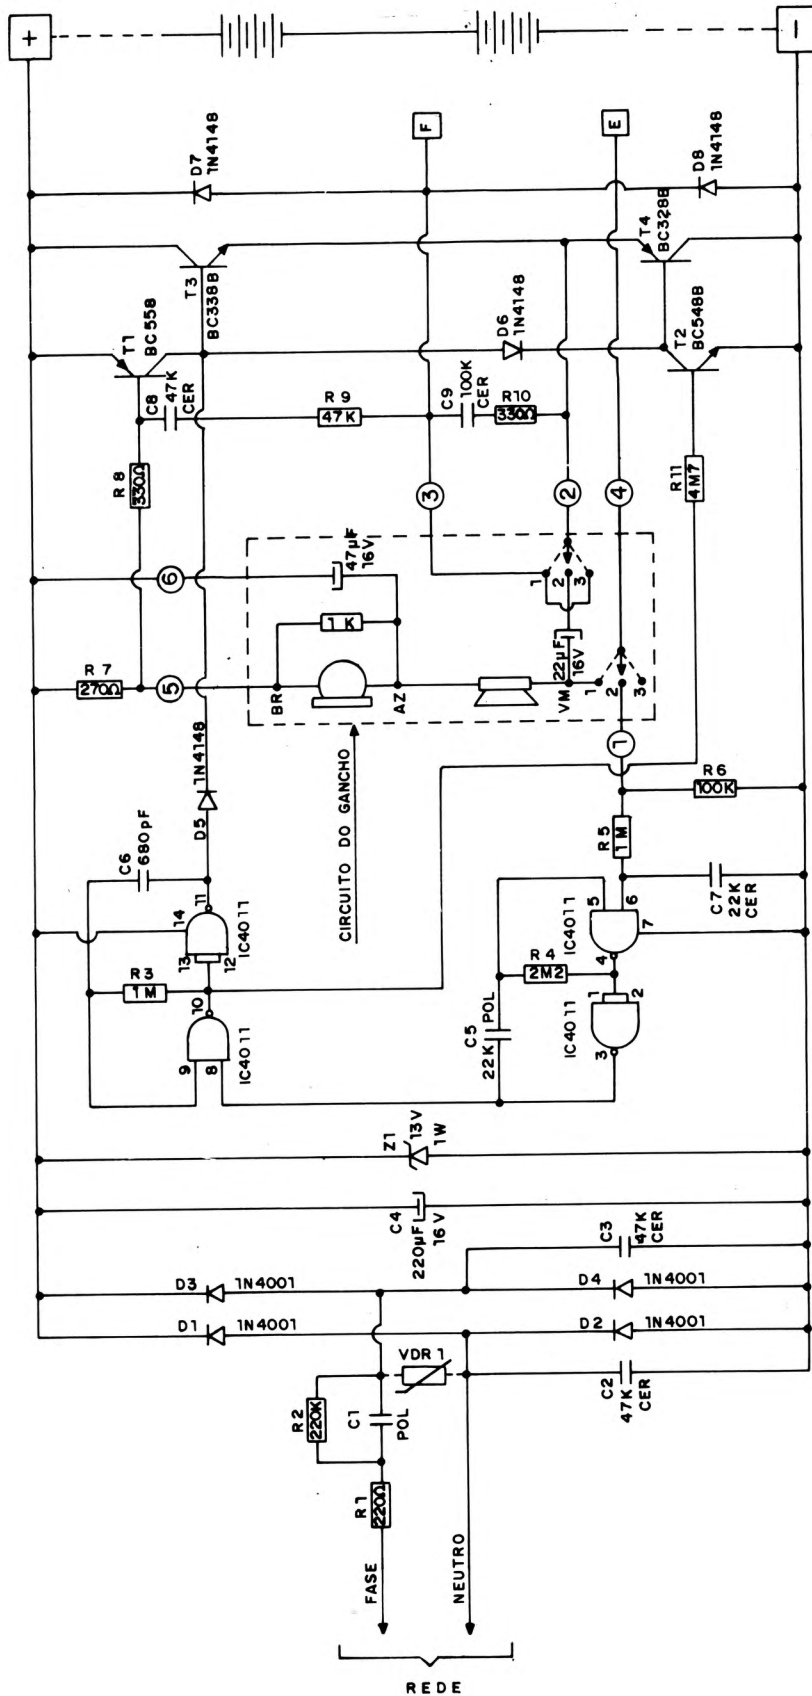 REDE
FASE
NEUTRO
R1
220Ω
R2
220K
C1
POL
VDR 1
C2
47K
CER
D1
1N4001
D2
1N4001
D3
1N4001
D4
1N4001
C3
47K
CER
C4
220µF
16V
Z1
13V
1W
9
8
10
IC4011
R3
1M
13
12
14
11
IC4011
C6
680pF
D5
1N4148
C5
22K
POL
3
1
2
IC4011
R4
2M2
4
5
6
7
IC4011
R5
1M
C7
22K
CER
R6
100K
CIRCUITO DO GANCHO
R7
270Ω
5
6
BR
AZ
VM
1K
47µF
16V
22µF
16V
1
2
3
1
2
3
1
3
2
4
R8
330Ω
C8
47K
CER
R9
47K
C9
100K
CER
R10
330Ω
R11
4M7
T1
BC558
T3
BC338B
D6
1N4148
T2
BC548B
T4
BC328B
D7
1N4148
D8
1N4148
F
E
+
−